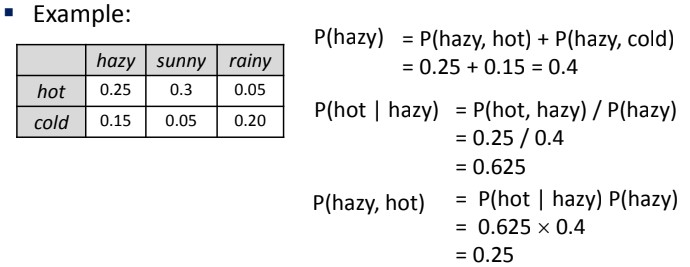 ▪ Example:
hazy sunny rainy
hot 0.25 0.3 0.05
cold 0.15 0.05 0.20
P(hazy) = P(hazy, hot) + P(hazy, cold)
= 0.25 + 0.15 = 0.4
P(hot | hazy) = P(hot, hazy) / P(hazy)
= 0.25 / 0.4
= 0.625
P(hazy, hot) = P(hot | hazy) P(hazy)
= 0.625 × 0.4
= 0.25